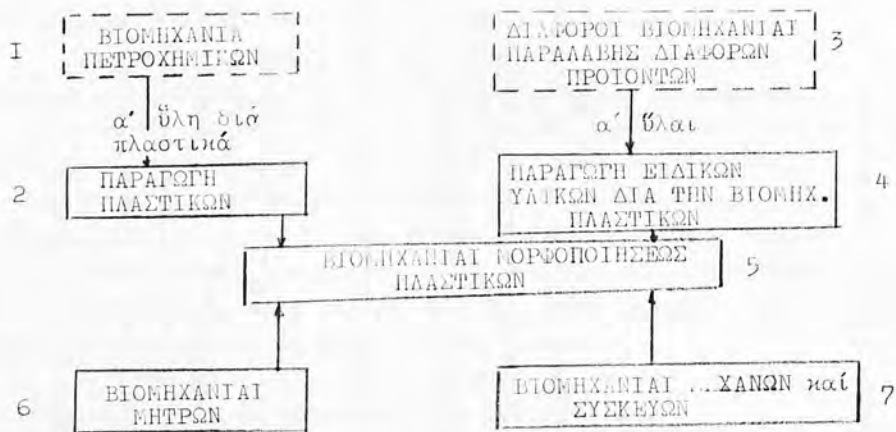 1
ΒΙΟΜΗΧΑΝΙΑ
ΠΕΤΡΟΧΗΜΙΚΩΝ
ΔΙΑΦΟΡΟΙ ΒΙΟΜΗΧΑΝΙΑΙ
ΠΑΡΑΛΑΒΗΣ ΔΙΑΦΟΡΩΝ
ΠΡΟΙΟΝΤΩΝ
3
α' ὕλη διά
πλαστικά
α' ὕλαι
2
ΠΑΡΑΓΩΓΗ
ΠΛΑΣΤΙΚΩΝ
ΠΑΡΑΓΩΓΗ ΕΙΔΙΚΩΝ
ΥΛΙΚΩΝ ΔΙΑ ΤΗΝ ΒΙΟΜΗΧ.
ΠΛΑΣΤΙΚΩΝ
4
ΒΙΟΜΗΧΑΝΙΑΙ ΜΟΡΦΟΠΟΙΗΣΕΩΣ
ΠΛΑΣΤΙΚΩΝ
5
6
ΒΙΟΜΗΧΑΝΙΑΙ
ΜΗΤΡΩΝ
ΒΙΟΜΗΧΑΝΙΑΙ ...ΧΑΝΩΝ καί
ΣΥΣΚΕΥΩΝ
7